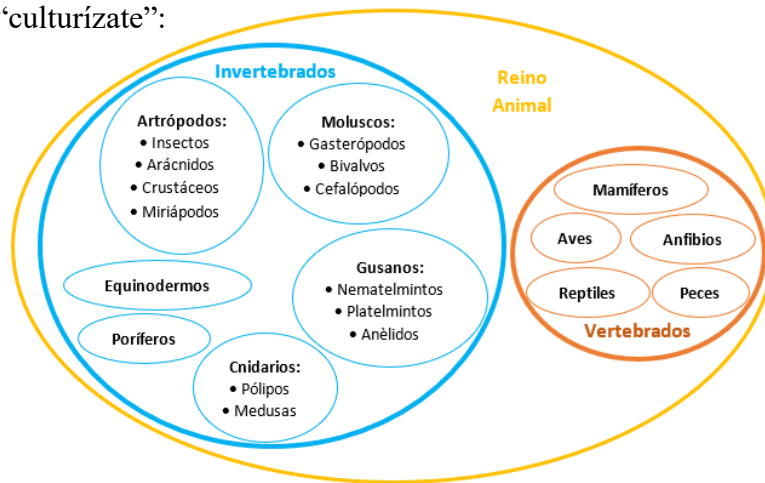 “culturízate”:
Invertebrados
Reino
Animal
Artrópodos:
• Insectos
• Arácnidos
• Crustáceos
• Miriápodos
Moluscos:
• Gasterópodos
• Bivalvos
• Cefalópodos
Mamíferos
Aves
Anfibios
Reptiles
Peces
Vertebrados
Equinodermos
Poríferos
Gusanos:
• Nematelmintos
• Platelmintos
• Anèlidos
Cnidarios:
• Pólipos
• Medusas